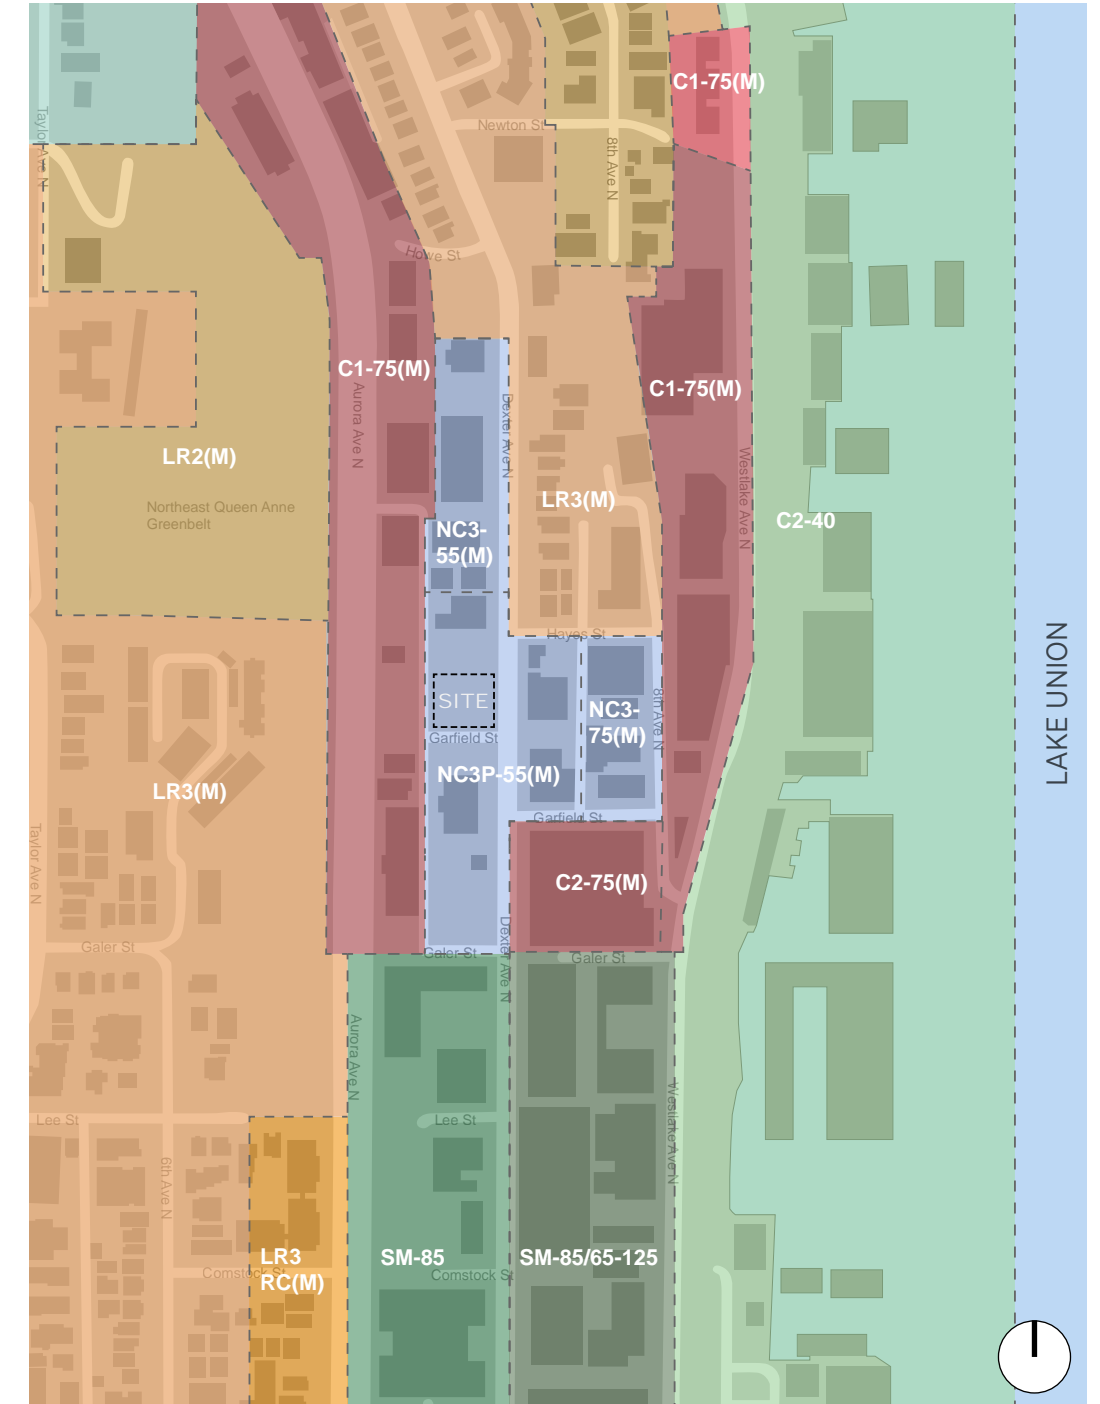 C1-75(M)
Taylor Ave N
Newton St
8th Ave N
Howe St
C1-75(M)
C1-75(M)
Aurora Ave N
Dexter Ave N
LR2(M)
Westlake Ave N
LR3(M)
Northeast Queen Anne
Greenbelt
C2-40
NC3-
55(M)
Hayes St
LAKE UNION
SITE
8th Ave N
NC3-
75(M)
Garfield St
NC3P-55(M)
LR3(M)
Garfield St
Taylor Ave N
C2-75(M)
Dexter Ave N
Galer St
Galer St
Galer St
Aurora Ave N
Westlake Ave N
Lee St
Lee St
6th Ave N
LR3
RC(M)
SM-85
SM-85/65-125
Comstock St
Comstock St